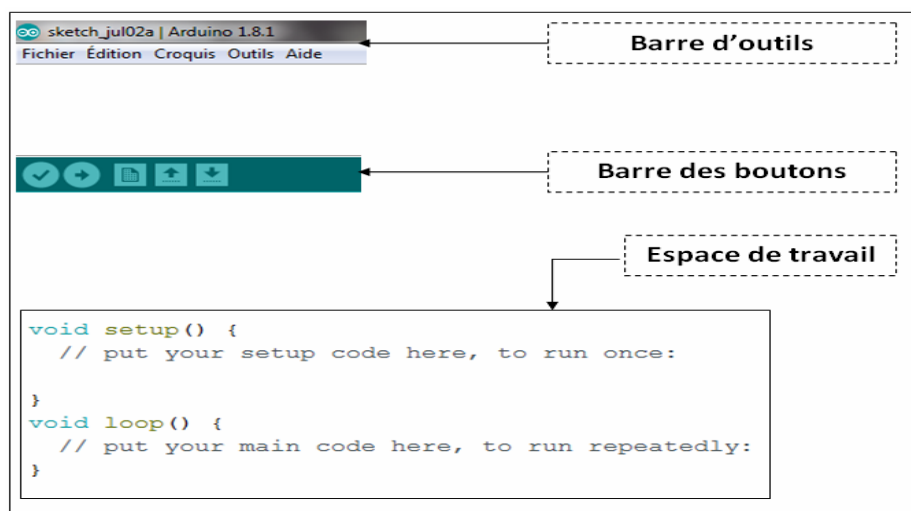 sketch_jul02a | Arduino 1.8.1
Fichier Édition Croquis Outils Aide
Barre d’outils
Barre des boutons
Espace de travail
void setup() {
// put your setup code here, to run once:
}
void loop() {
// put your main code here, to run repeatedly:
}